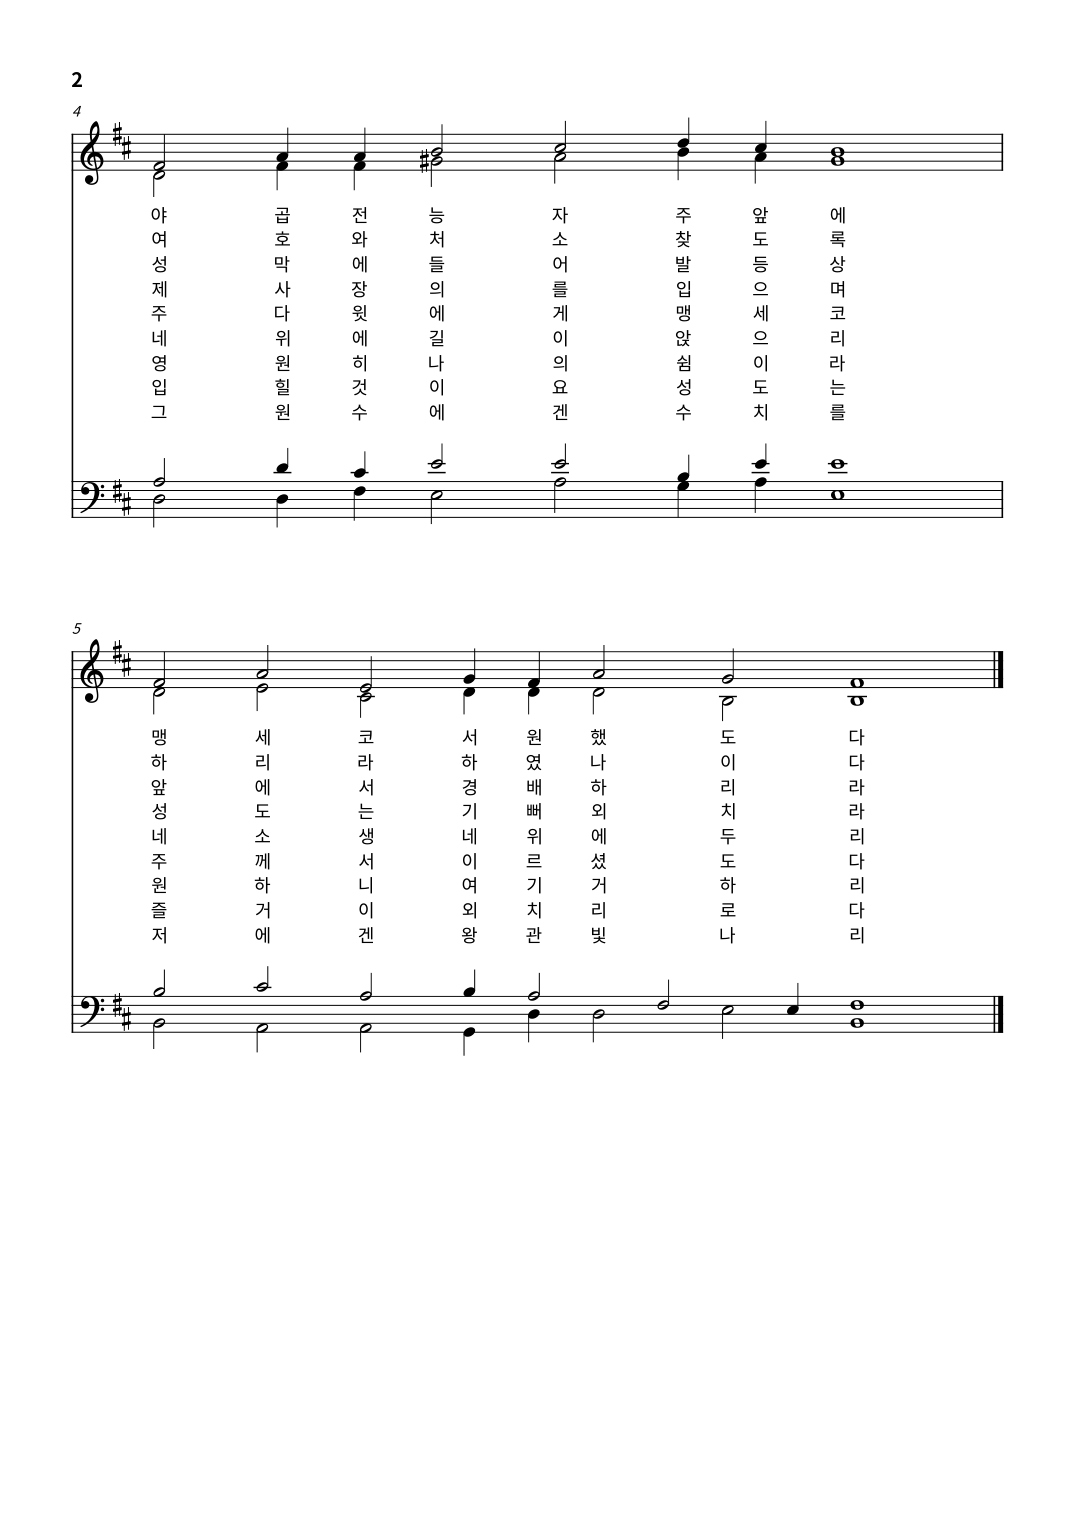 2
4
야 곱 전 능 자 주 앞 에
여 호 와 처 소 찾 도 록
성 막 에 들 어 발 등 상
제 사 장 의 를 입 으 며
주 다 윗 에 게 맹 세 코
네 위 에 길 이 앉 으 리
영 원 히 나 의 쉼 이 라
입 힐 것 이 요 성 도 는
그 원 수 에 겐 수 치 를
5
맹 세 코 서 원 했 도 다
하 리 라 하 였 나 이 다
앞 에 서 경 배 하 리 라
성 도 는 기 뻐 외 치 라
네 소 생 네 위 에 두 리
주 께 서 이 르 셨 도 다
원 하 니 여 기 거 하 리
즐 거 이 외 치 리 로 다
저 에 겐 왕 관 빛 나 리